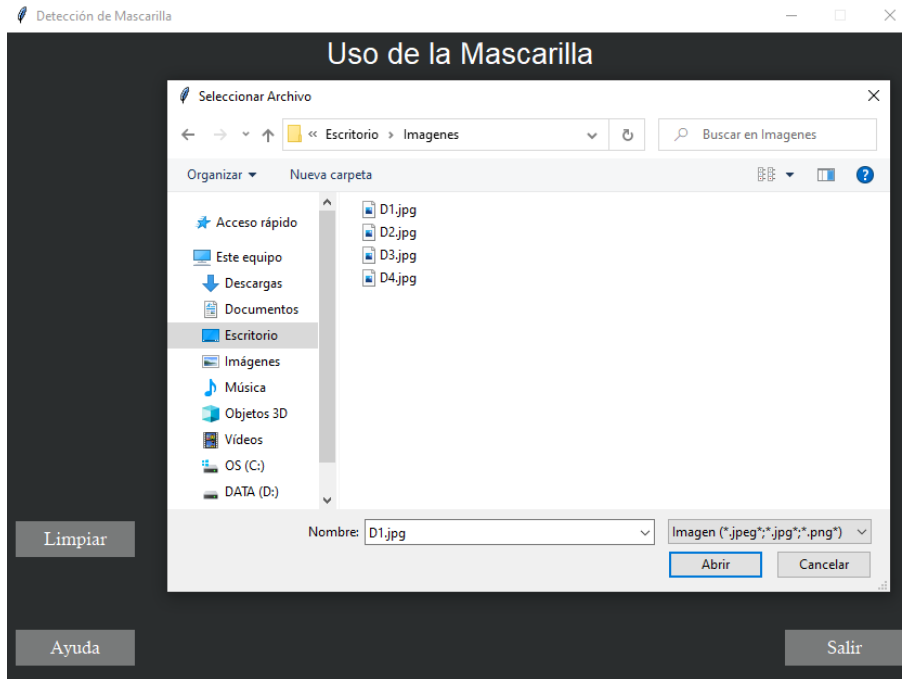 Detección de Mascarilla
Uso de la Mascarilla
Seleccionar Archivo
« Escritorio › Imagenes
Buscar en Imagenes
Organizar
Nueva carpeta
Acceso rápido
Este equipo
Descargas
Documentos
Escritorio
Imágenes
Música
Objetos 3D
Vídeos
OS (C:)
DATA (D:)
D1.jpg
D2.jpg
D3.jpg
D4.jpg
Nombre: D1.jpg
Imagen (*.jpeg*;*.jpg*;*.png*)
Abrir
Cancelar
Limpiar
Ayuda
Salir